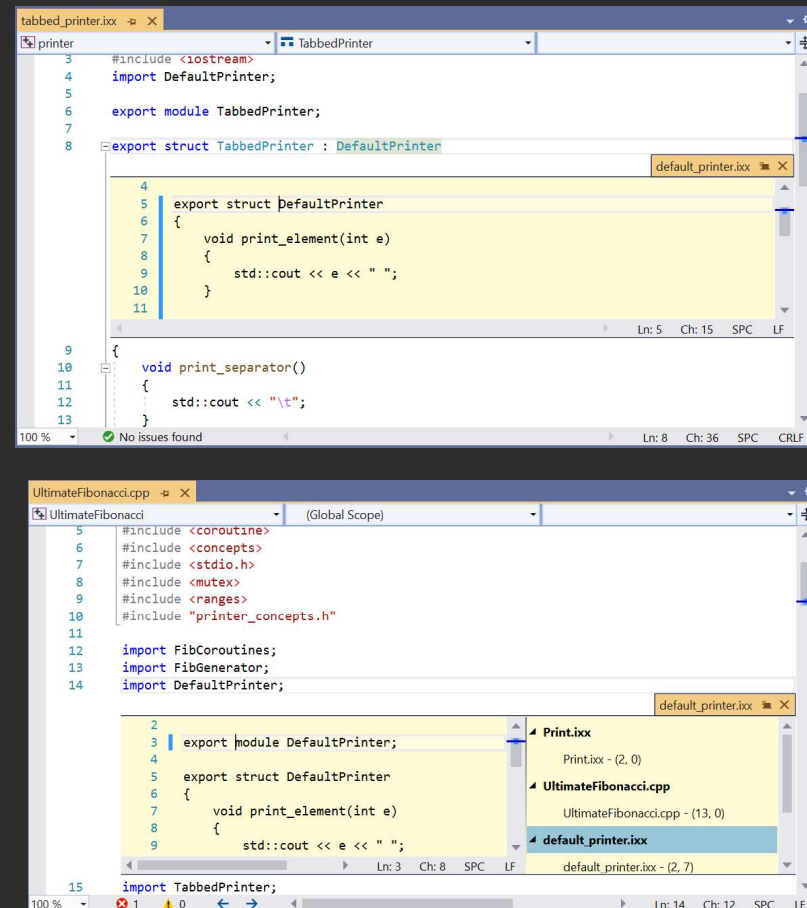 tabbed_printer.ixx
printer TabbedPrinter
3 #include <iostream>
4 import DefaultPrinter;
5
6 export module TabbedPrinter;
7
8 export struct TabbedPrinter : DefaultPrinter
default_printer.ixx
4
5 export struct DefaultPrinter
6 {
7 void print_element(int e)
8 {
9 std::cout << e << " ";
10 }
11
Ln: 5 Ch: 15 SPC LF
9 {
10 void print_separator()
11 {
12 std::cout << "\t";
13 }
100 % No issues found Ln: 8 Ch: 36 SPC CRLF
UltimateFibonacci.cpp
UltimateFibonacci (Global Scope)
5 #include <coroutine>
6 #include <concepts>
7 #include <stdio.h>
8 #include <mutex>
9 #include <ranges>
10 #include "printer_concepts.h"
11
12 import FibCoroutines;
13 import FibGenerator;
14 import DefaultPrinter;
default_printer.ixx
2
3 export module DefaultPrinter;
4
5 export struct DefaultPrinter
6 {
7 void print_element(int e)
8 {
9 std::cout << e << " ";
Ln: 3 Ch: 8 SPC LF
Print.ixx
Print.ixx - (2, 0)
UltimateFibonacci.cpp
UltimateFibonacci.cpp - (13, 0)
default_printer.ixx
default_printer.ixx - (2, 7)
15 import TabbedPrinter;
100 % 1 0 Ln: 14 Ch: 12 SPC LF